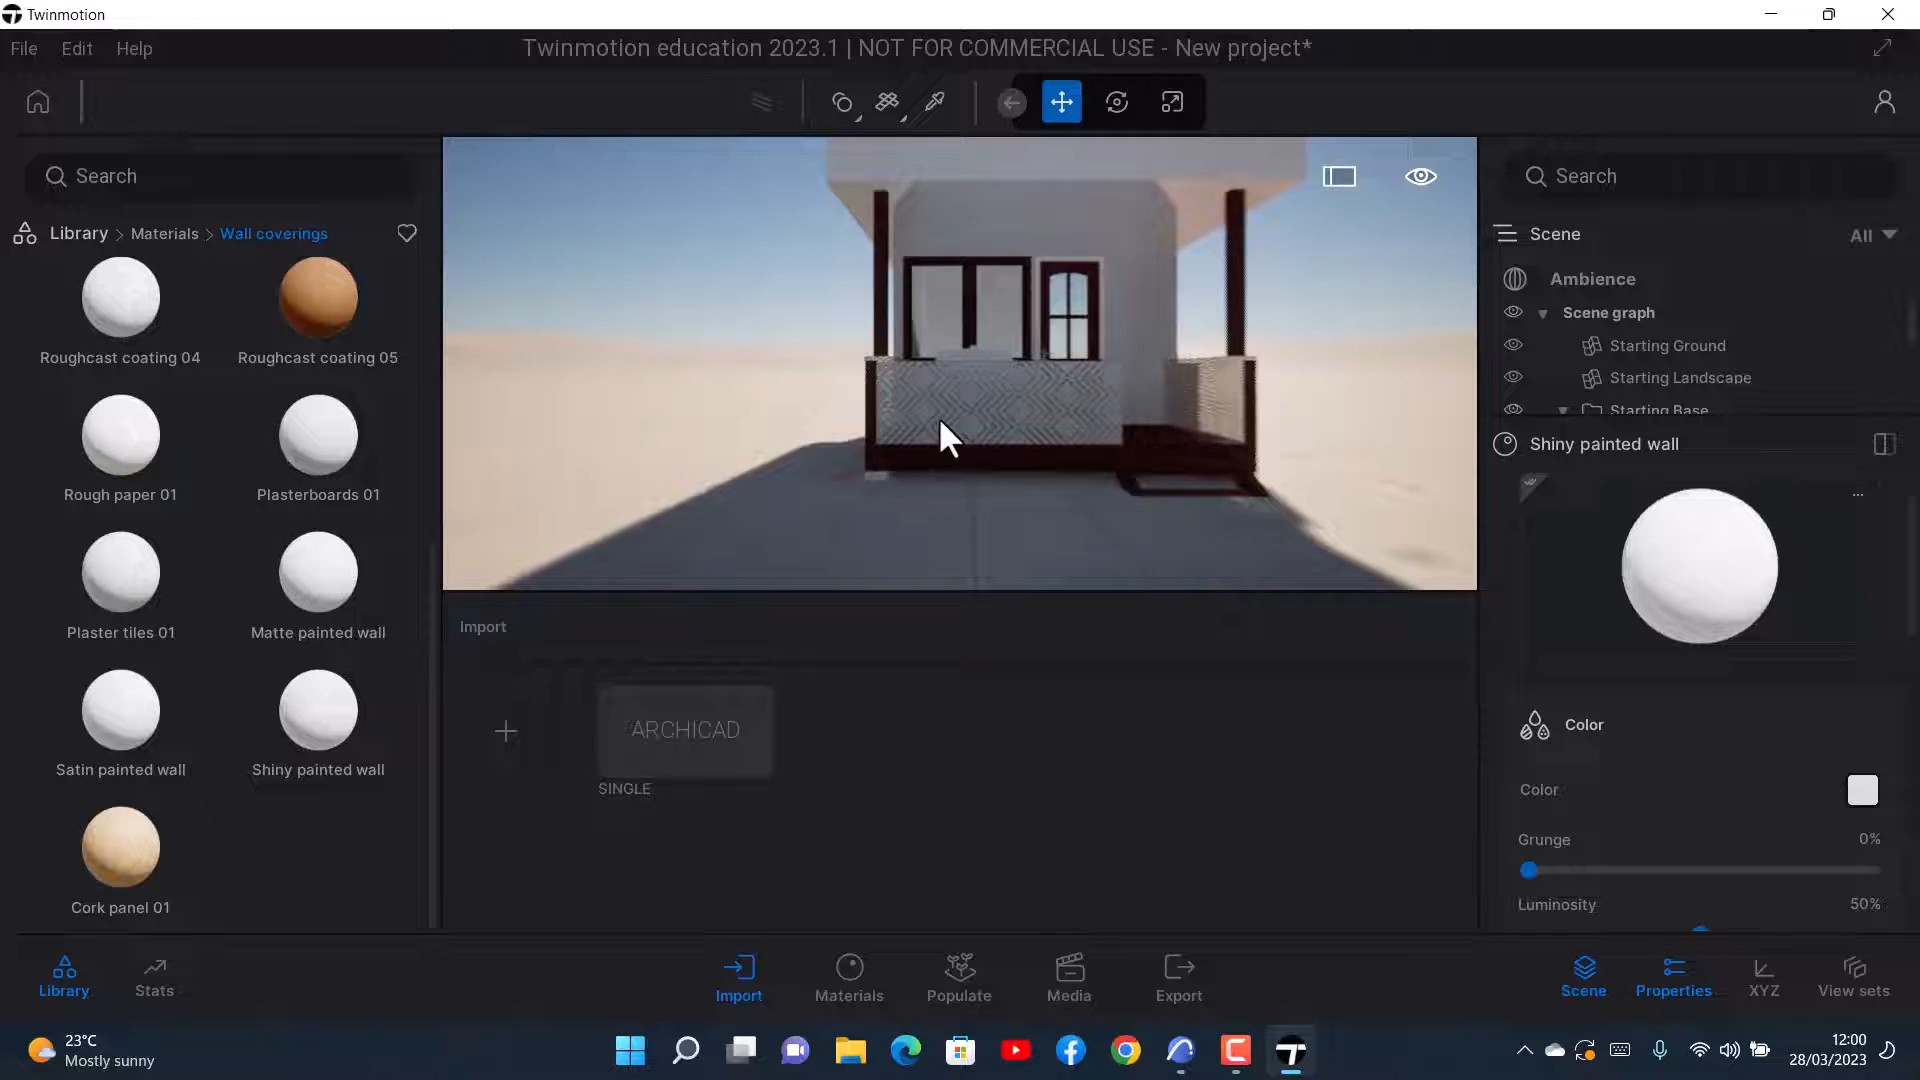 Twinmotion
File Edit Help
Twinmotion education 2023.1 | NOT FOR COMMERCIAL USE - New project*
Search
Library > Materials > Wall coverings
Roughcast coating 04
Roughcast coating 05
Rough paper 01
Plasterboards 01
Plaster tiles 01
Matte painted wall
Satin painted wall
Shiny painted wall
Cork panel 01
Import
ARCHICAD
SINGLE
Search
Scene
All
Ambience
Scene graph
Starting Ground
Starting Landscape
Starting Base
Shiny painted wall
...
Color
Color
Grunge 0%
Luminosity 50%
Library
Stats
Import
Materials
Populate
Media
Export
Scene
Properties
XYZ
View sets
23°C
Mostly sunny
12:00
28/03/2023